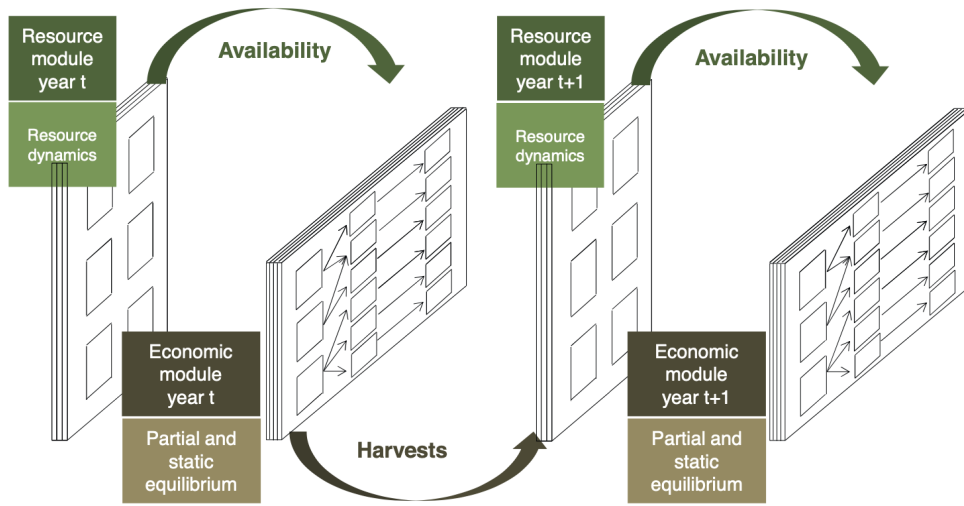 Resource
module
year t
Availability
Resource
dynamics
Economic
module
year t
Partial and
static
equilibrium
Harvests
Resource
module
year t+1
Availability
Resource
dynamics
Economic
module
year t+1
Partial and
static
equilibrium